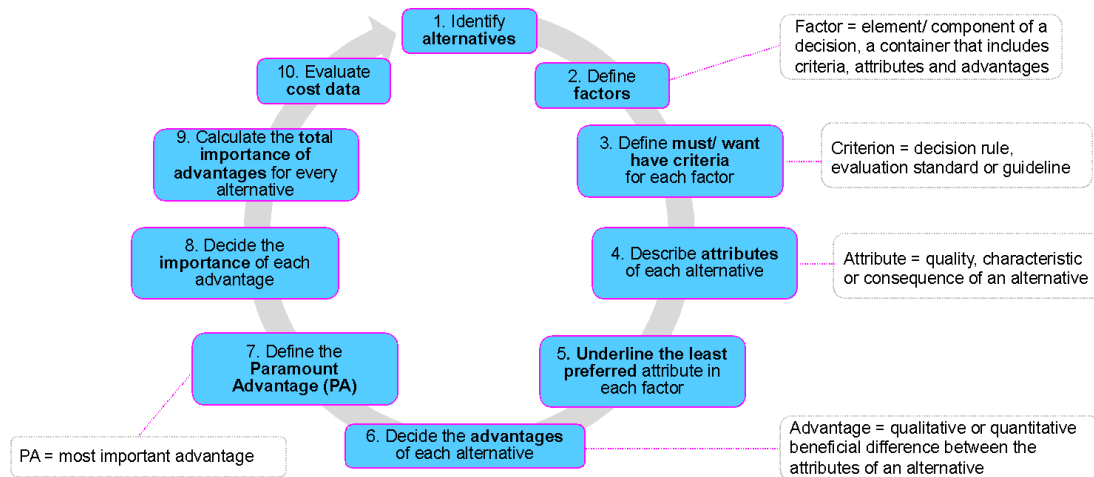 1. Identify
alternatives
Factor = element/ component of a
decision, a container that includes
criteria, attributes and advantages
2. Define
factors
3. Define must/ want
have criteria
for each factor
Criterion = decision rule,
evaluation standard or guideline
4. Describe attributes
of each alternative
Attribute = quality, characteristic
or consequence of an alternative
5. Underline the least
preferred attribute in
each factor
6. Decide the advantages
of each alternative
Advantage = qualitative or quantitative
beneficial difference between the
attributes of an alternative
7. Define the
Paramount
Advantage (PA)
PA = most important advantage
8. Decide the
importance of each
advantage
9. Calculate the total
importance of
advantages for every
alternative
10. Evaluate
cost data